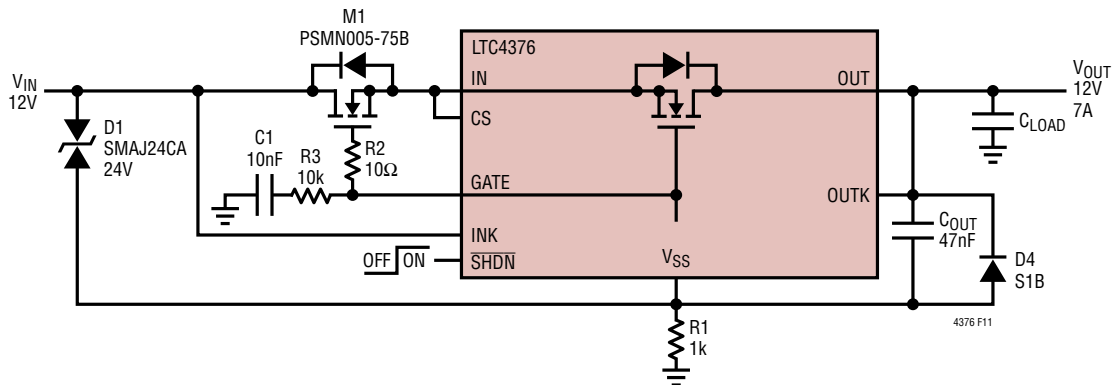 M1
PSMN005-75B
LTC4376
VIN
12V
IN
OUT
VOUT
12V
7A
CS
D1
SMAJ24CA
24V
C1
10nF
R3
10k
R2
10Ω
CLOAD
GATE
OUTK
INK
COUT
47nF
OFF ON
SHDN
VSS
D4
S1B
R1
1k
4376 F11